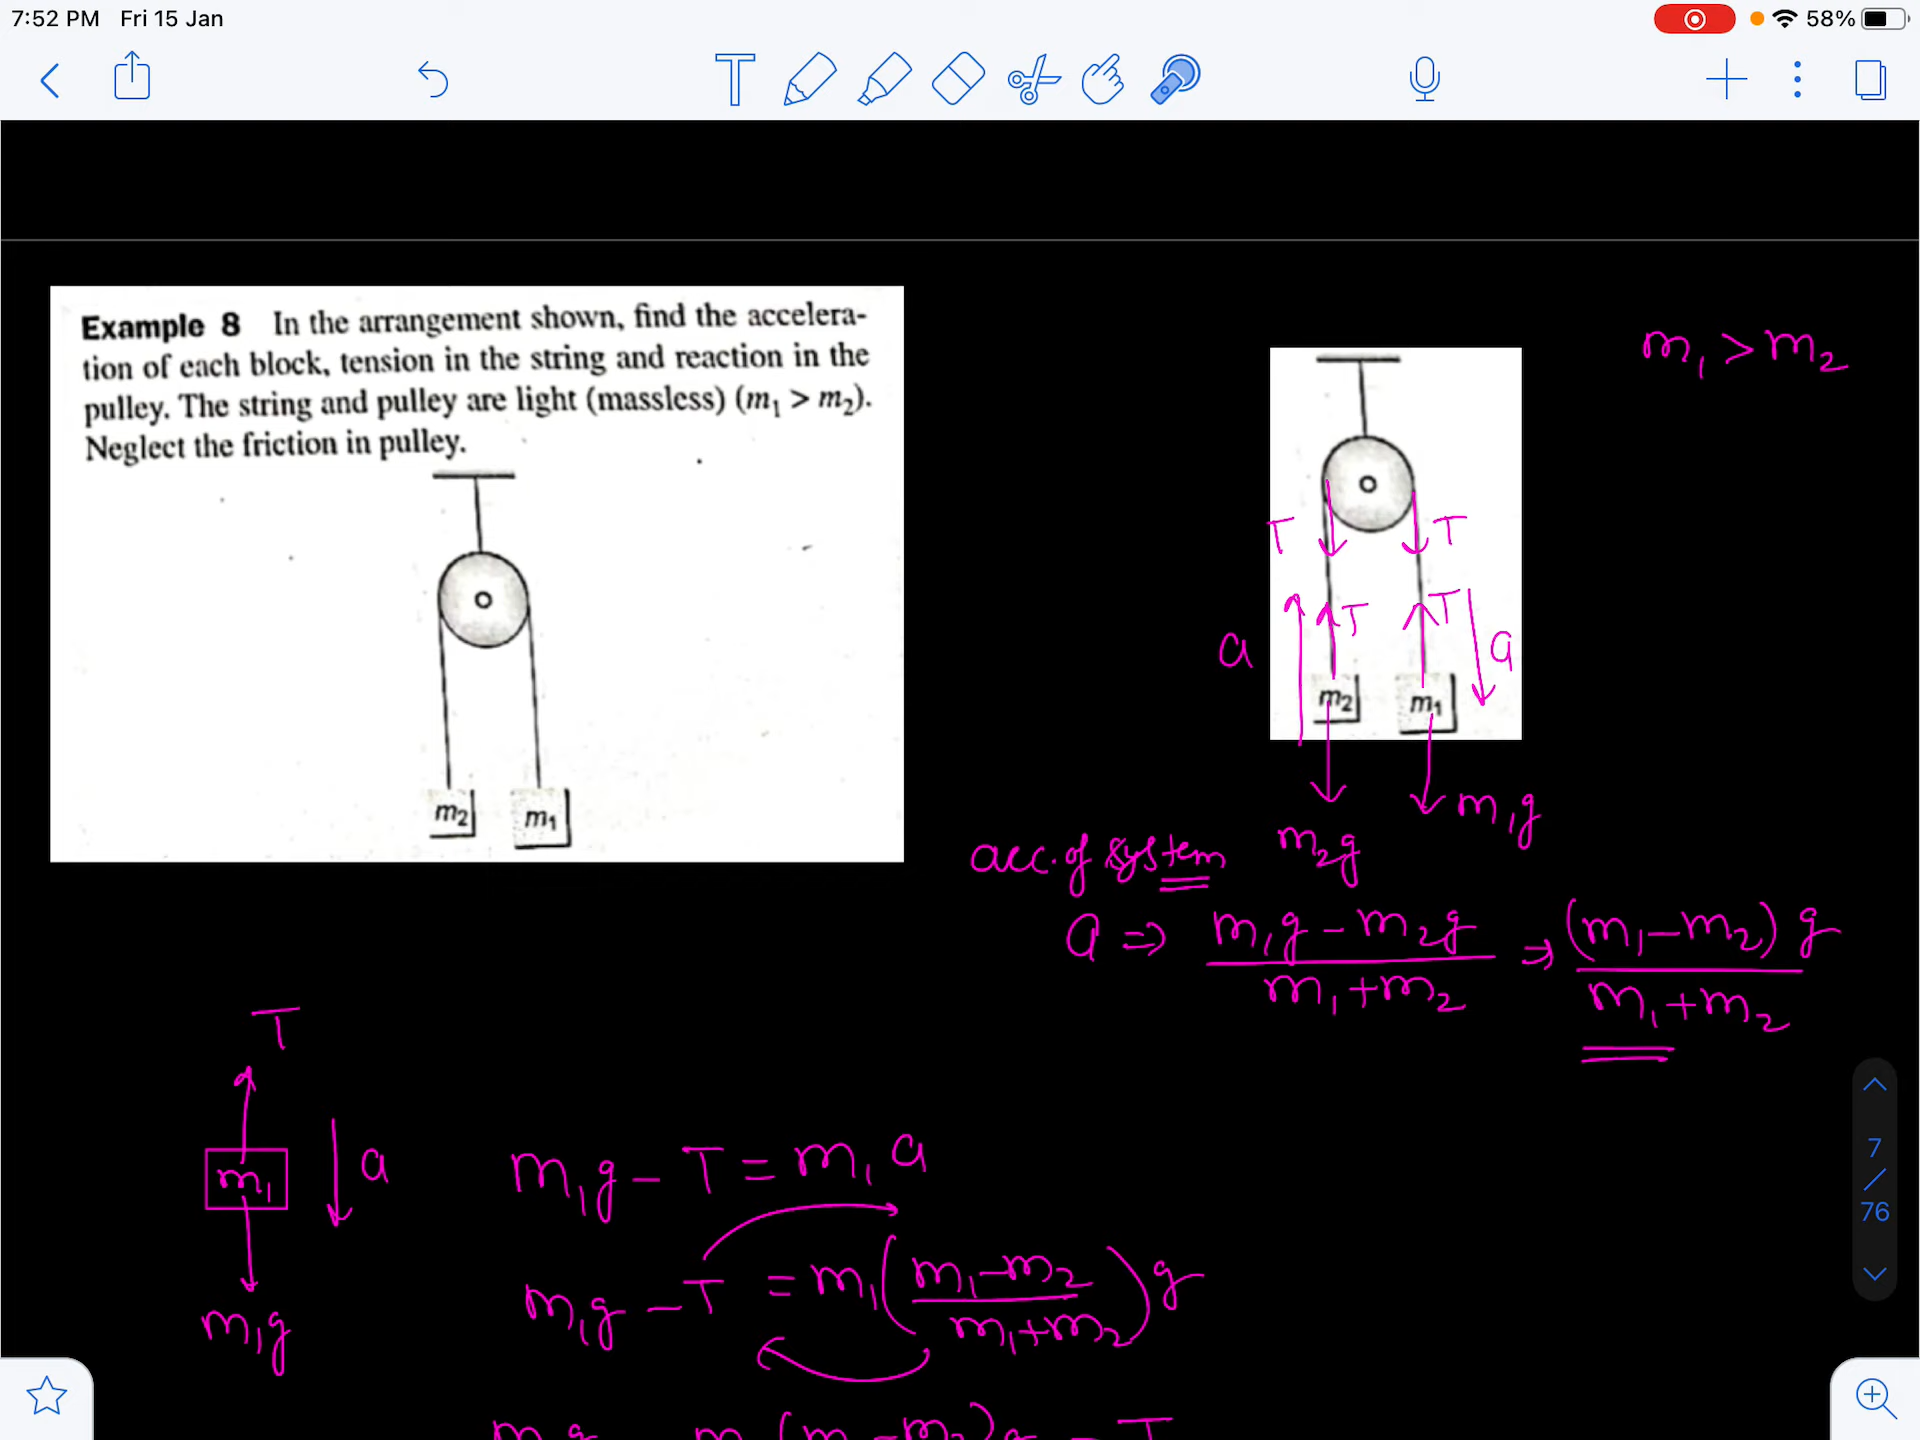 7:52 PM Fri 15 Jan
58%
Example 8 In the arrangement shown, find the accelera-
tion of each block, tension in the string and reaction in the
pulley. The string and pulley are light (massless) (m₁ > m₂).
Neglect the friction in pulley.
m₂ m₁
m₁ > m₂
T T
T T
a a
m₂ m₁
m₁g
m₂g
acc. of system
a ⇒ (m₁g - m₂g)/(m₁+m₂) ⇒ (m₁-m₂)g/(m₁+m₂)
T
m₁ a
m₁g
m₁g - T = m₁a
m₁g - T = m₁((m₁-m₂)/(m₁+m₂))g
7
/
76